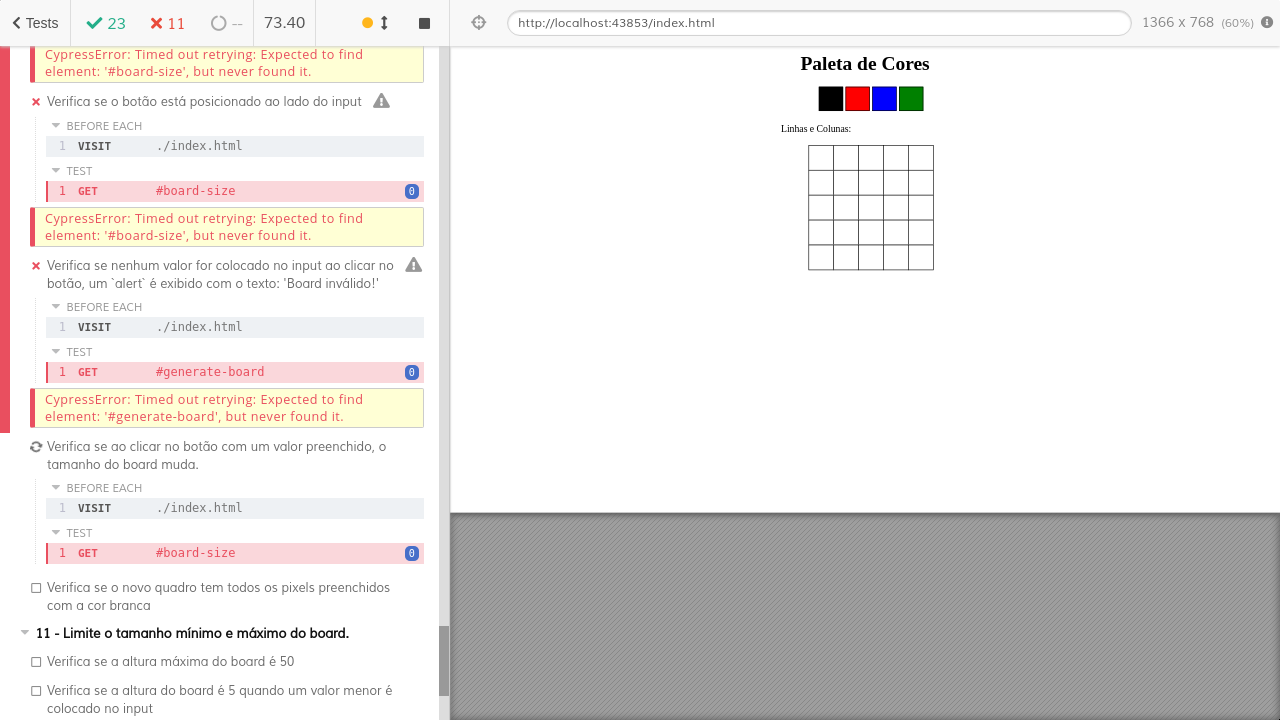 Tests
23
11
--
73.40
http://localhost:43853/index.html
1366 x 768 (60%)
CypressError: Timed out retrying: Expected to find
element: '#board-size', but never found it.
Verifica se o botão está posicionado ao lado do input
BEFORE EACH
1 VISIT ./index.html
TEST
1 GET #board-size 0
CypressError: Timed out retrying: Expected to find
element: '#board-size', but never found it.
Verifica se nenhum valor for colocado no input ao clicar no
botão, um `alert` é exibido com o texto: 'Board inválido!'
BEFORE EACH
1 VISIT ./index.html
TEST
1 GET #generate-board 0
CypressError: Timed out retrying: Expected to find
element: '#generate-board', but never found it.
Verifica se ao clicar no botão com um valor preenchido, o
tamanho do board muda.
BEFORE EACH
1 VISIT ./index.html
TEST
1 GET #board-size 0
Verifica se o novo quadro tem todos os pixels preenchidos
com a cor branca
11 - Limite o tamanho mínimo e máximo do board.
Verifica se a altura máxima do board é 50
Verifica se a altura do board é 5 quando um valor menor é
colocado no input
Paleta de Cores
Linhas e Colunas: